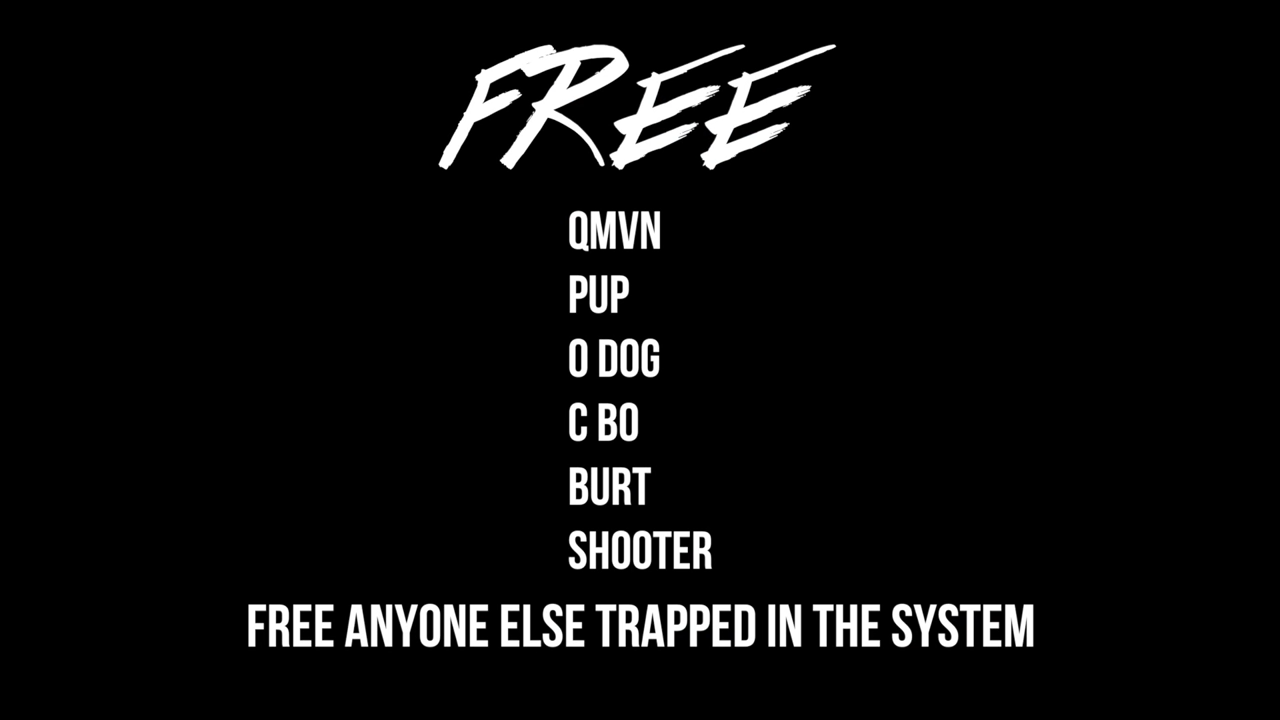 FREE
QMVN
PUP
O DOG
C BO
BURT
SHOOTER
FREE ANYONE ELSE TRAPPED IN THE SYSTEM